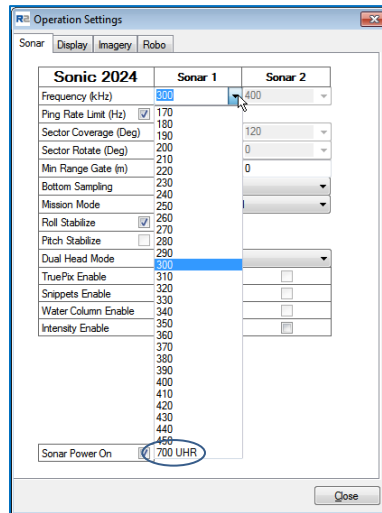 R2 Operation Settings
Sonar Display Imagery Robo
Sonic 2024 Sonar 1 Sonar 2
Frequency (kHz) 300 400
Ping Rate Limit (Hz) 170
180
Sector Coverage (Deg) 190 120
Sector Rotate (Deg) 200 0
210
Min Range Gate (m) 220 0
Bottom Sampling 230
240
Mission Mode 250
Roll Stabilize 260
270
Pitch Stabilize 280
Dual Head Mode 290
300
TruePix Enable 310
Snippets Enable 320
330
Water Column Enable 340
Intensity Enable 350
360
370
380
390
400
410
420
430
440
450
Sonar Power On 700 UHR
Close